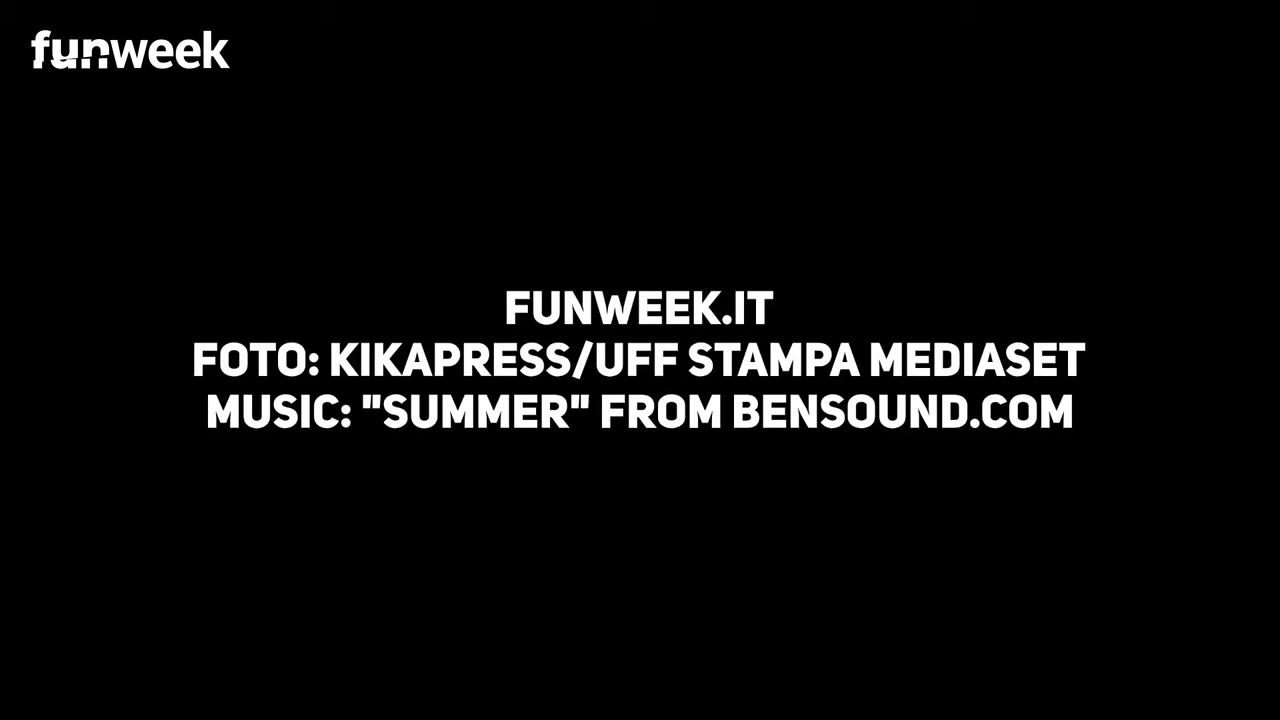 funweek
FUNWEEK.IT
FOTO: KIKAPRESS/UFF STAMPA MEDIASET
MUSIC: "SUMMER" FROM BENSOUND.COM